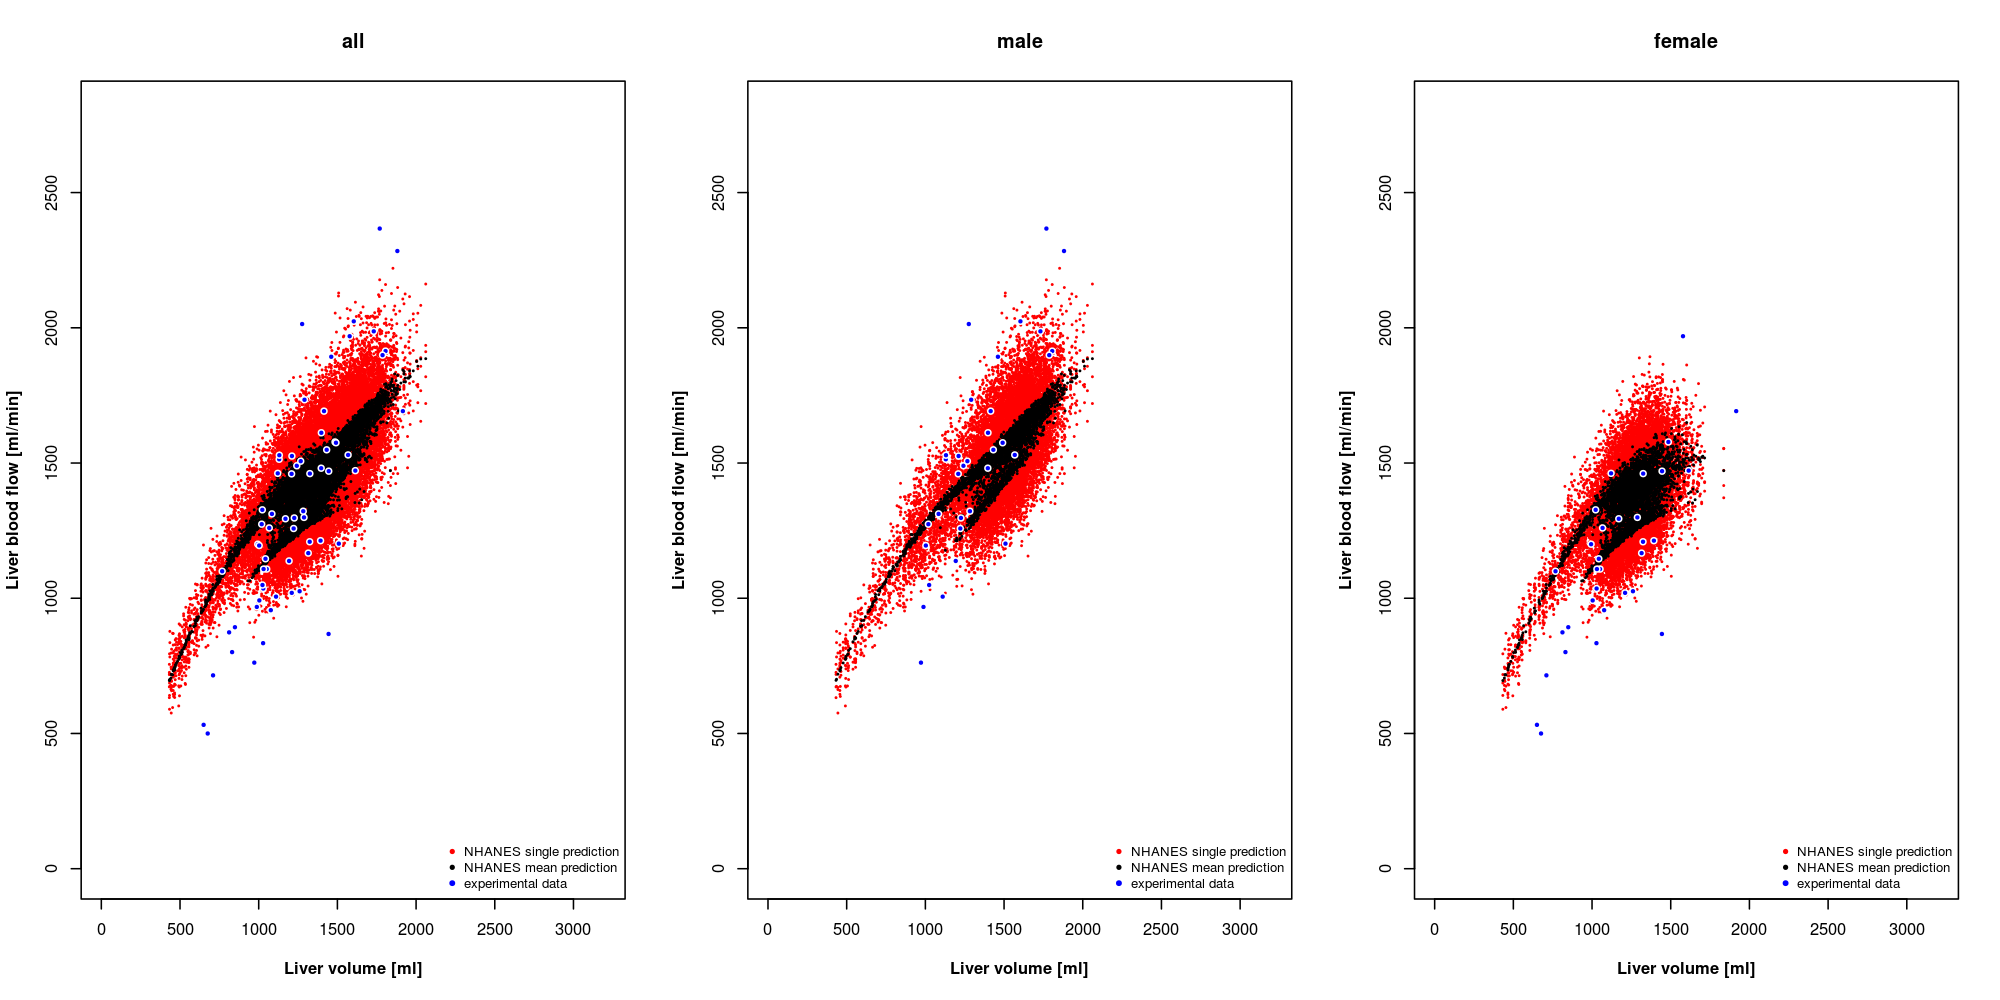 all
Liver blood flow [ml/min]
2500
2000
1500
1000
500
0
NHANES single prediction
NHANES mean prediction
experimental data
0 500 1000 1500 2000 2500 3000
Liver volume [ml]
male
Liver blood flow [ml/min]
2500
2000
1500
1000
500
0
NHANES single prediction
NHANES mean prediction
experimental data
0 500 1000 1500 2000 2500 3000
Liver volume [ml]
female
Liver blood flow [ml/min]
2500
2000
1500
1000
500
0
NHANES single prediction
NHANES mean prediction
experimental data
0 500 1000 1500 2000 2500 3000
Liver volume [ml]